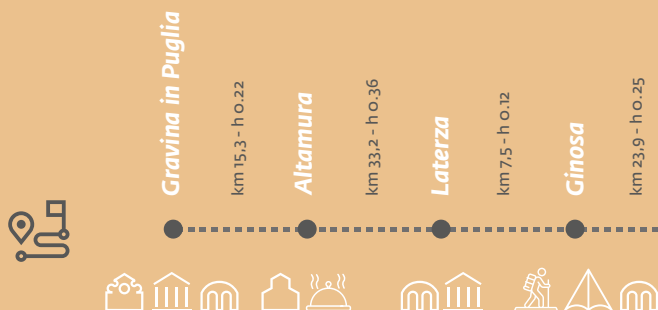 Gravina in Puglia
km 15,3 - h 0.22
Altamura
km 33,2 - h 0.36
Laterza
km 7,5 - h 0.12
Ginosa
km 23,9 - h 0.25